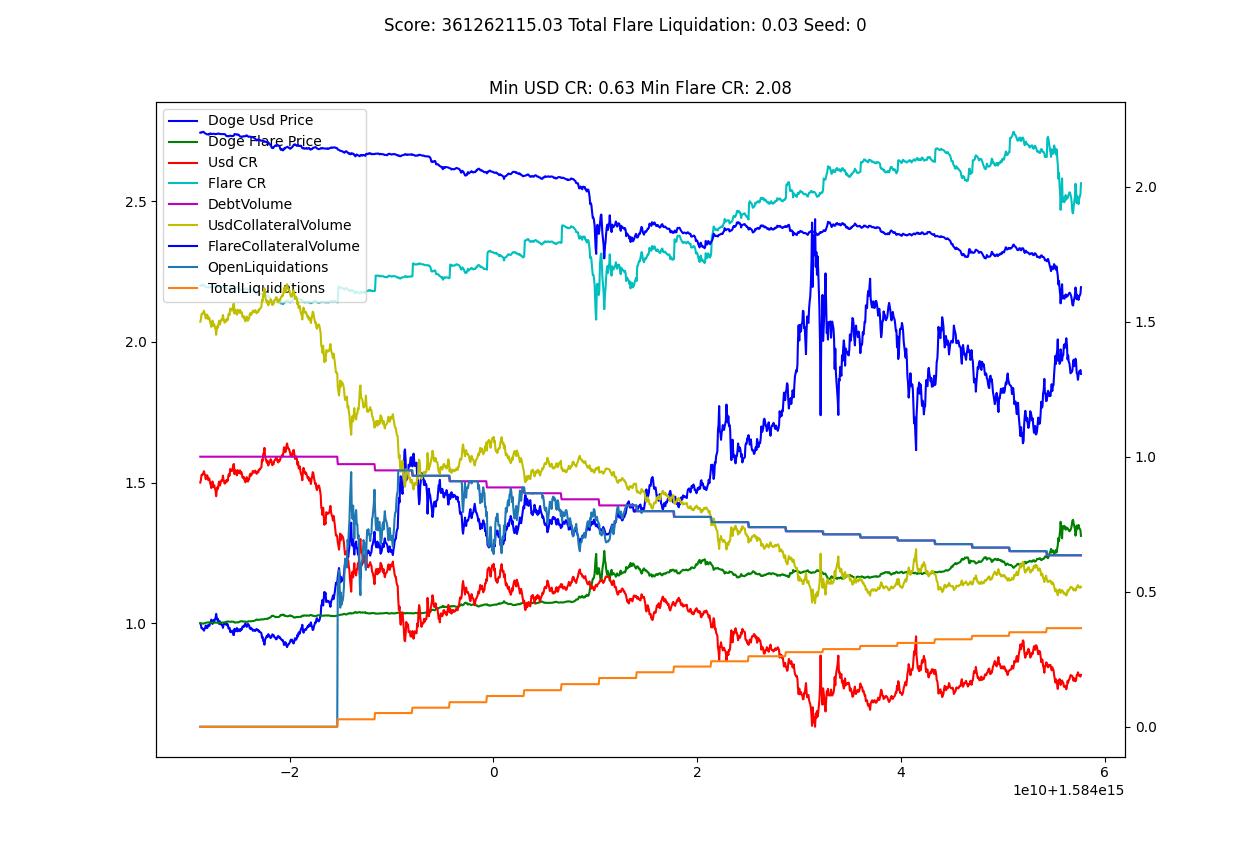 Score: 361262115.03 Total Flare Liquidation: 0.03 Seed: 0
Min USD CR: 0.63 Min Flare CR: 2.08
Doge Usd Price
Doge Flare Price
Usd CR
Flare CR
DebtVolume
UsdCollateralVolume
FlareCollateralVolume
OpenLiquidations
TotalLiquidations
2.5
2.0
1.5
1.0
2.0
1.5
1.0
0.5
0.0
−2
0
2
4
6
1e10+1.584e15